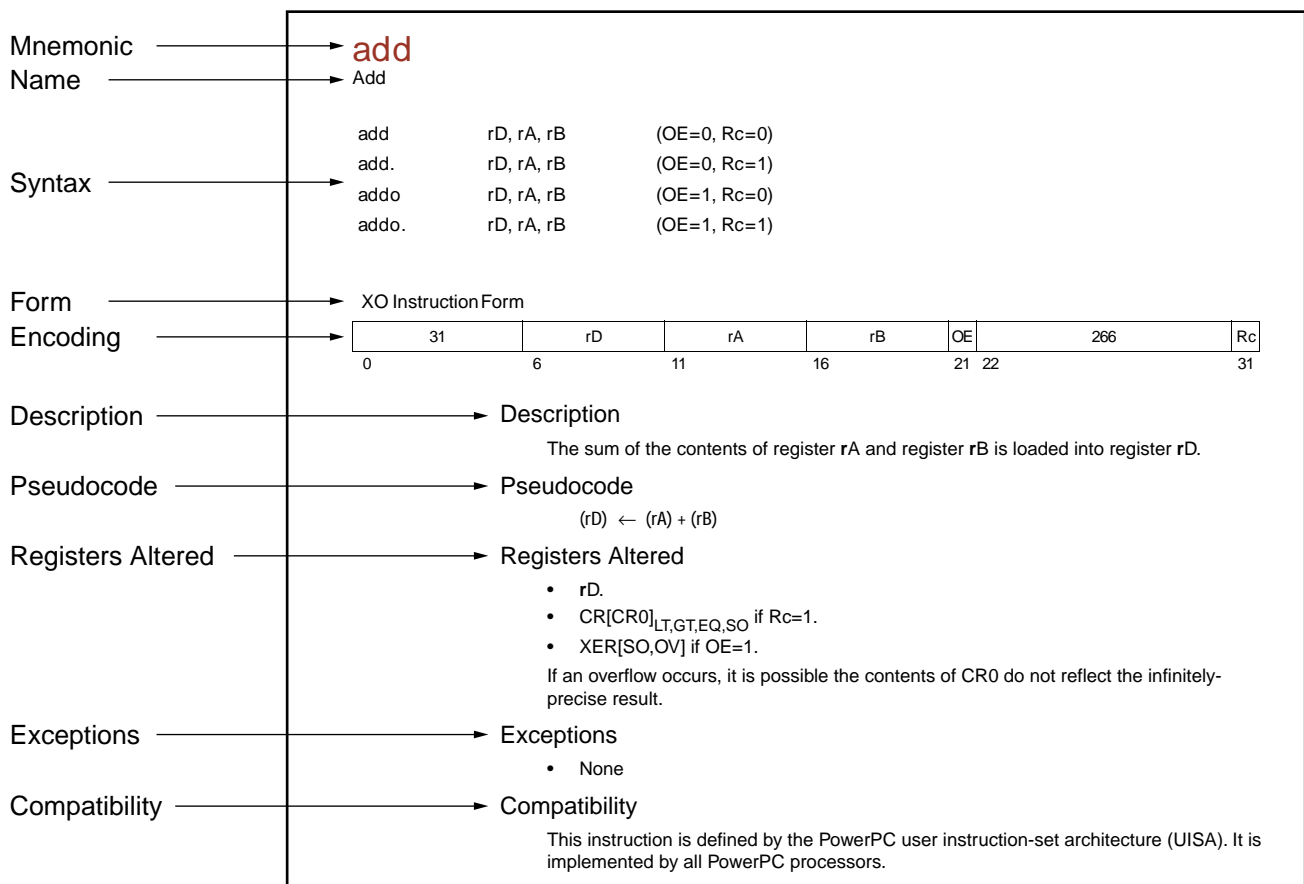 Mnemonic add
Name Add
add rD, rA, rB (OE=0, Rc=0)
add. rD, rA, rB (OE=0, Rc=1)
Syntax
addo rD, rA, rB (OE=1, Rc=0)
addo. rD, rA, rB (OE=1, Rc=1)
Form XO Instruction Form
Encoding 31 rD rA rB OE 266 Rc
0 6 11 16 21 22 31
Description Description
The sum of the contents of register rA and register rB is loaded into register rD.
Pseudocode Pseudocode
(rD) ← (rA) + (rB)
Registers Altered Registers Altered
• rD.
• CR[CR0]LT,GT,EQ,SO if Rc=1.
• XER[SO,OV] if OE=1.
If an overflow occurs, it is possible the contents of CR0 do not reflect the infinitely-
precise result.
Exceptions Exceptions
• None
Compatibility Compatibility
This instruction is defined by the PowerPC user instruction-set architecture (UISA). It is
implemented by all PowerPC processors.